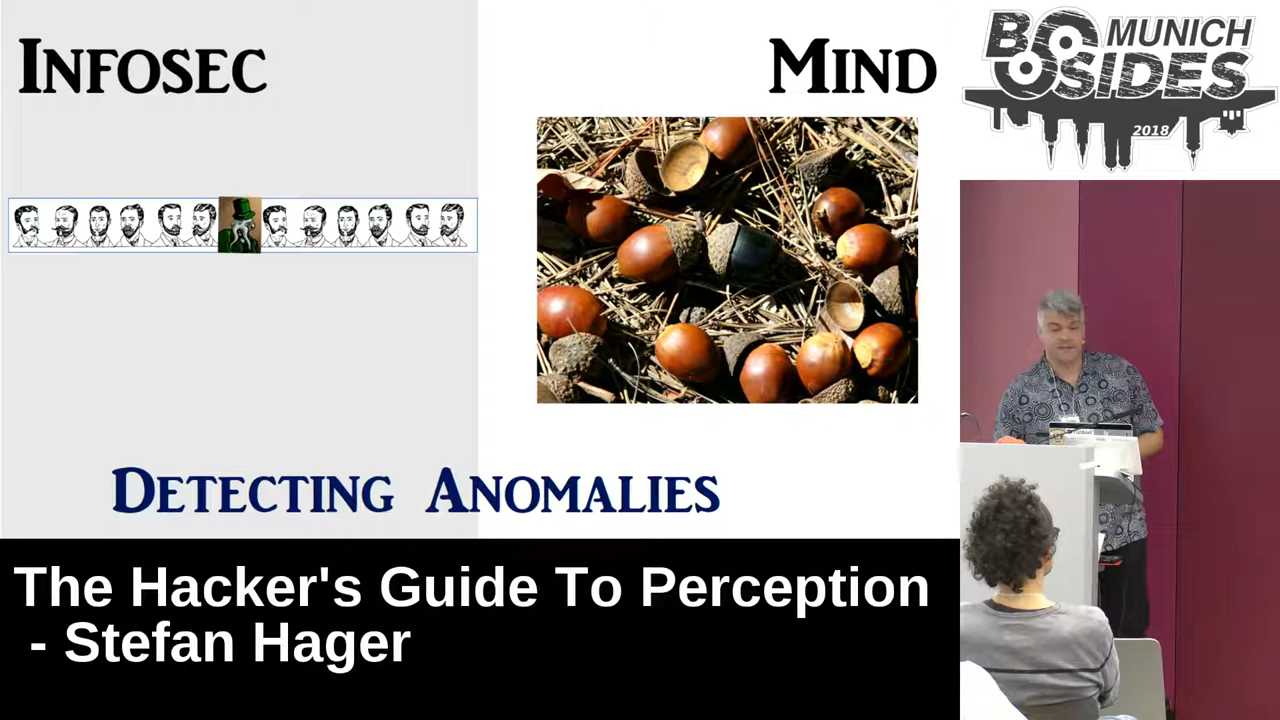 INFOSEC
MIND
BSIDES
MUNICH
2018
DETECTING ANOMALIES
The Hacker's Guide To Perception
- Stefan Hager